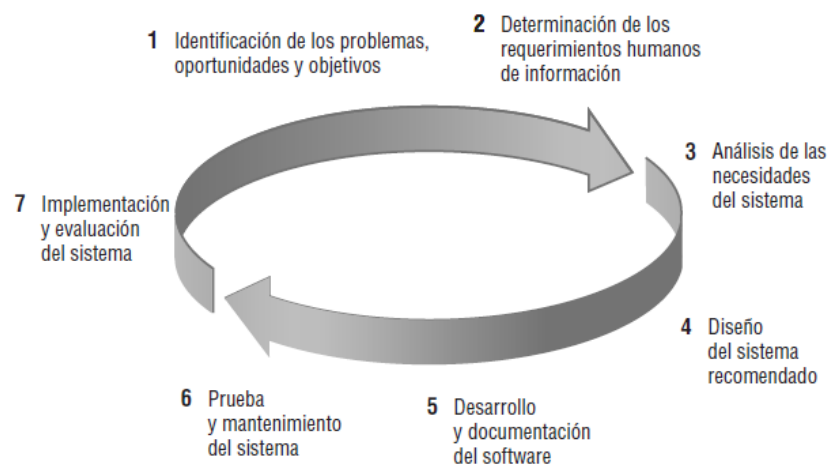 1 Identificación de los problemas,
oportunidades y objetivos
2 Determinación de los
requerimientos humanos
de información
3 Análisis de las
necesidades
del sistema
4 Diseño
del sistema
recomendado
5 Desarrollo
y documentación
del software
6 Prueba
y mantenimiento
del sistema
7 Implementación
y evaluación
del sistema